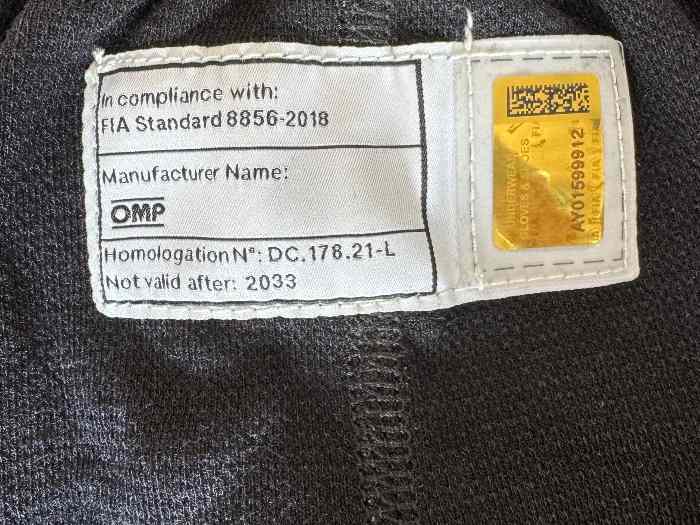 In compliance with:
FIA Standard 8856-2018
Manufacturer Name:
OMP
Homologation N°: DC.178.21-L
Not valid after: 2033
UNDERWEAR
GLOVES & SHOES
AY01599912
FIA